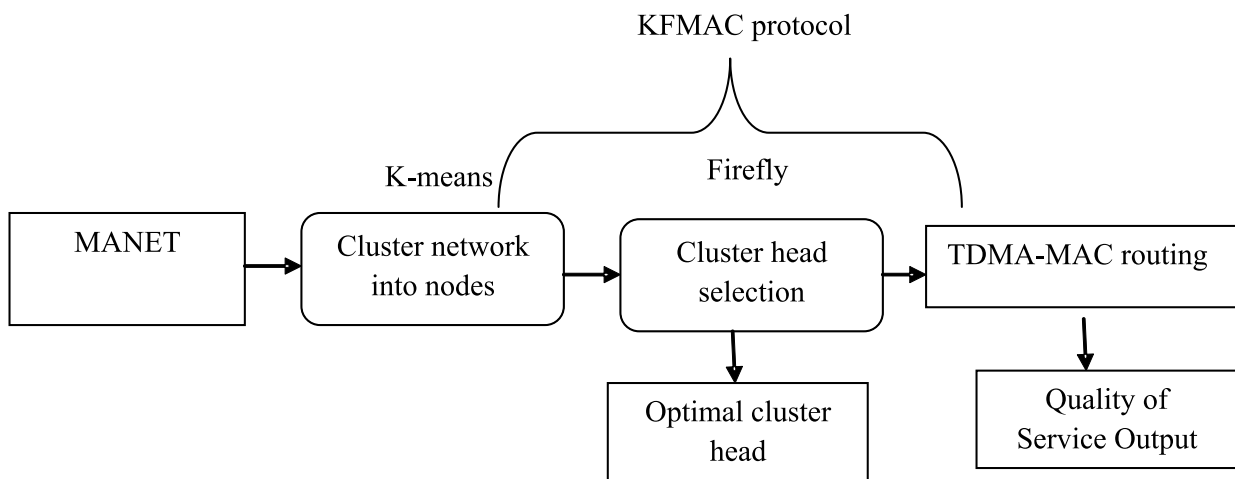 KFMAC protocol
K-means
Firefly
MANET
Cluster network
into nodes
Cluster head
selection
TDMA-MAC routing
Optimal cluster
head
Quality of
Service Output